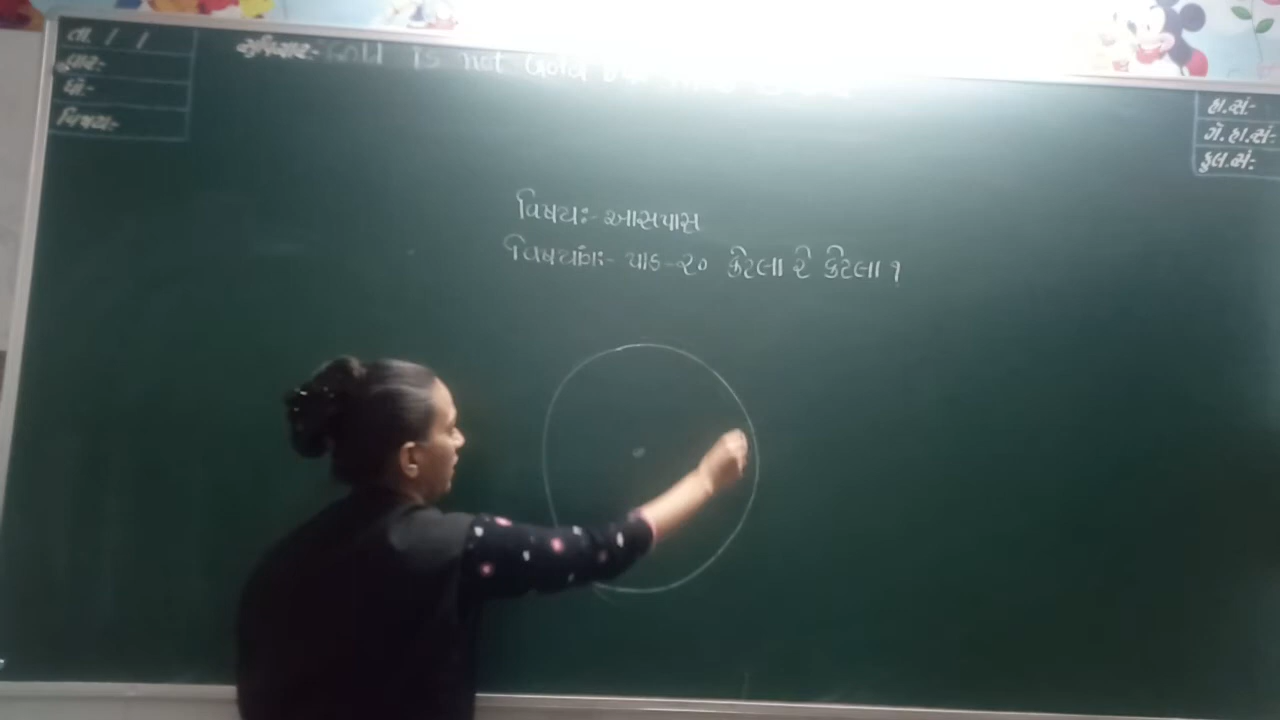 તા. / /
વાર:-
વિષય:-
સુવિચાર:- Gold is not
હા.સં:-
ગે.હા.સં:-
કુલ.સં:-
વિષય:- આસપાસ
વિષયાંગ:- પાઠ-૨૦ કેટલા રે કેટલા ?